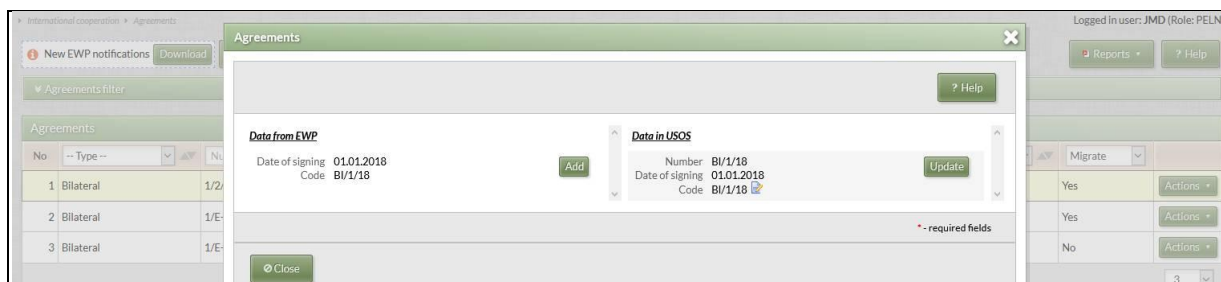 International cooperation Agreements
Logged in user: JMD (Role: PELN
New EWP notifications Download
Reports
? Help
Agreements filter
Agreements
? Help
Data from EWP
Date of signing 01.01.2018
Code BI/1/18
Add
Data in USOS
Number BI/1/18
Date of signing 01.01.2018
Code BI/1/18
Update
* - required fields
Close
Agreements
No -- Type -- Nu Migrate
1 Bilateral 1/2/ Yes Actions
2 Bilateral 1/E- Yes Actions
3 Bilateral 1/E- No Actions
3